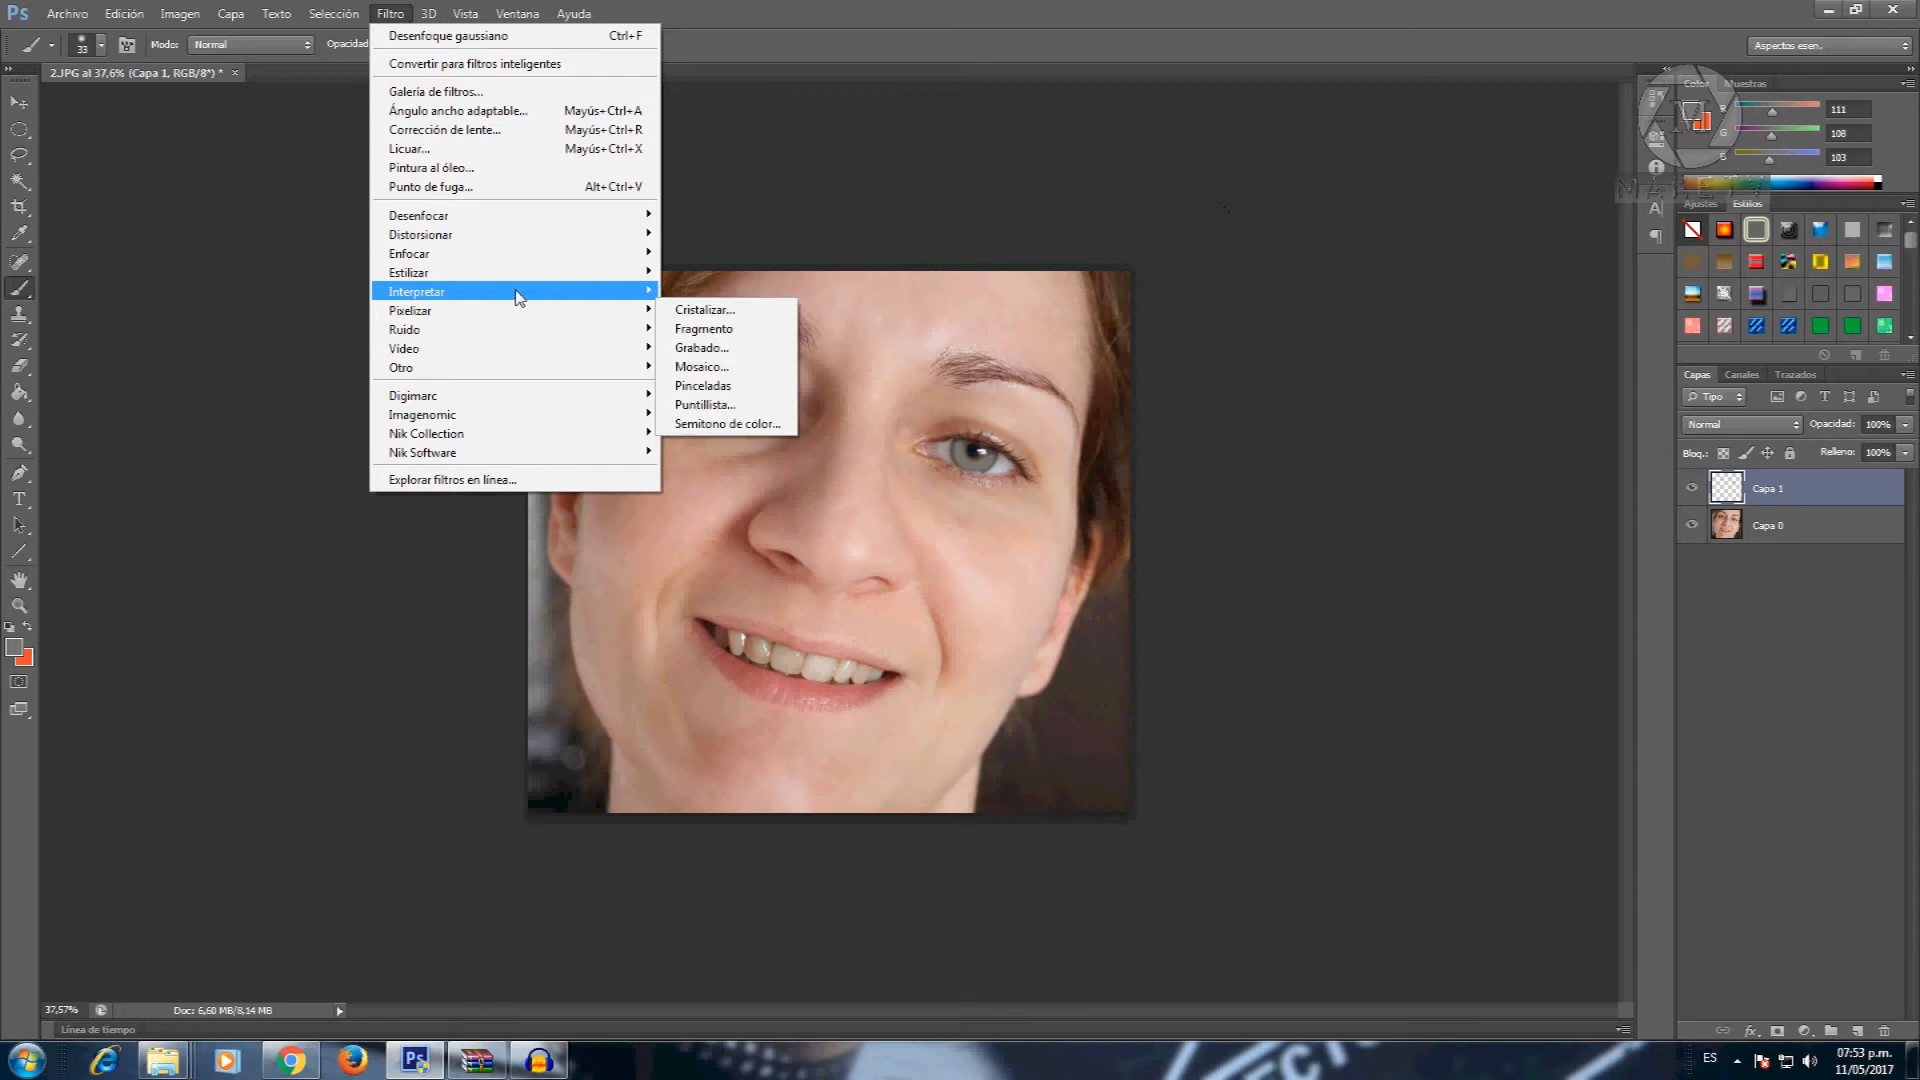 Ps Archivo Edición Imagen Capa Texto Selección Filtro 3D Vista Ventana Ayuda
33 Modo: Normal Opacidad
Aspectos esen.
2.JPG al 37,6% (Capa 1, RGB/8*) * ×
Desenfoque gaussiano Ctrl+F
Convertir para filtros inteligentes
Galería de filtros...
Ángulo ancho adaptable... Mayús+Ctrl+A
Corrección de lente... Mayús+Ctrl+R
Licuar... Mayús+Ctrl+X
Pintura al óleo...
Punto de fuga... Alt+Ctrl+V
Desenfocar
Distorsionar
Enfocar
Estilizar
Interpretar
Pixelizar
Ruido
Vídeo
Otro
Digimarc
Imagenomic
Nik Collection
Nik Software
Explorar filtros en línea...
Cristalizar...
Fragmento
Grabado...
Mosaico...
Pinceladas
Puntillista...
Semitono de color...
Color Muestras
R 111
G 108
B 103
Ajustes Estilos
Capas Canales Trazados
Tipo
Normal Opacidad: 100%
Bloq.: Relleno: 100%
Capa 1
Capa 0
37,57% Doc: 6,60 MB/8,14 MB
Línea de tiempo
Ps
ES
07:53 p.m.
11/05/2017